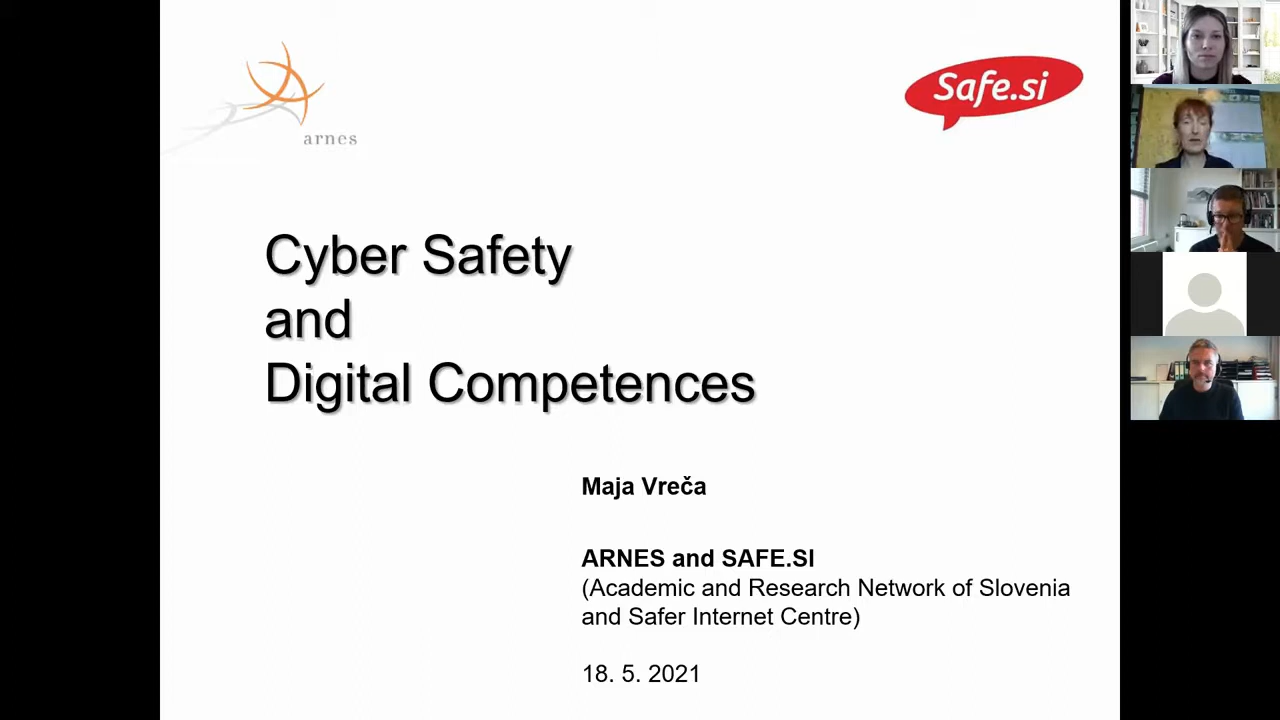 arnes
Safe.si
Cyber Safety
and
Digital Competences
Maja Vreča
ARNES and SAFE.SI
(Academic and Research Network of Slovenia
and Safer Internet Centre)
18. 5. 2021